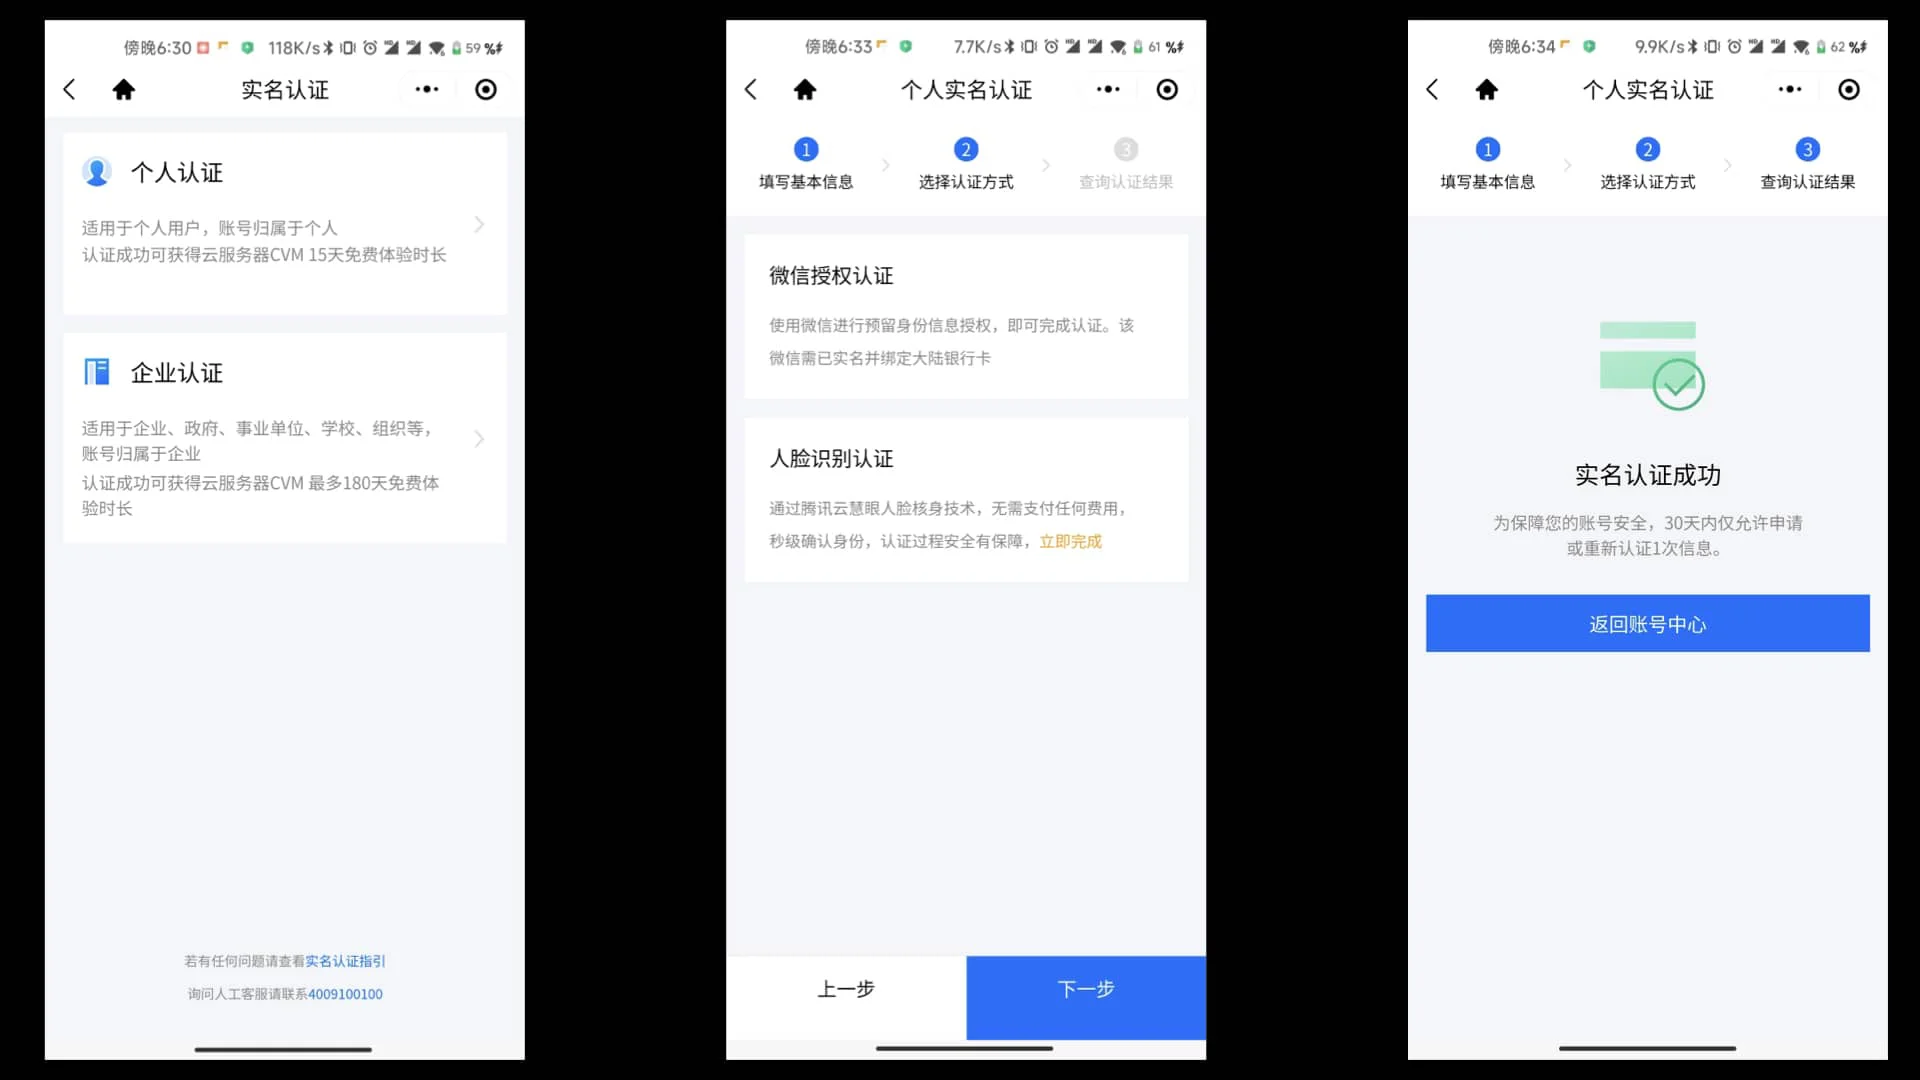 傍晚6:30 118K/s 59 %
实名认证
个人认证
适用于个人用户，账号归属于个人
认证成功可获得云服务器CVM 15天免费体验时长
企业认证
适用于企业、政府、事业单位、学校、组织等，
账号归属于企业
认证成功可获得云服务器CVM 最多180天免费体
验时长
若有任何问题请查看实名认证指引
询问人工客服请联系4009100100
傍晚6:33 7.7K/s 61 %
个人实名认证
1 2 3
填写基本信息 选择认证方式 查询认证结果
微信授权认证
使用微信进行预留身份信息授权，即可完成认证。该
微信需已实名并绑定大陆银行卡
人脸识别认证
通过腾讯云慧眼人脸核身技术，无需支付任何费用，
秒级确认身份，认证过程安全有保障，立即完成
上一步 下一步
傍晚6:34 9.9K/s 62 %
个人实名认证
1 2 3
填写基本信息 选择认证方式 查询认证结果
实名认证成功
为保障您的账号安全，30天内仅允许申请
或重新认证1次信息。
返回账号中心